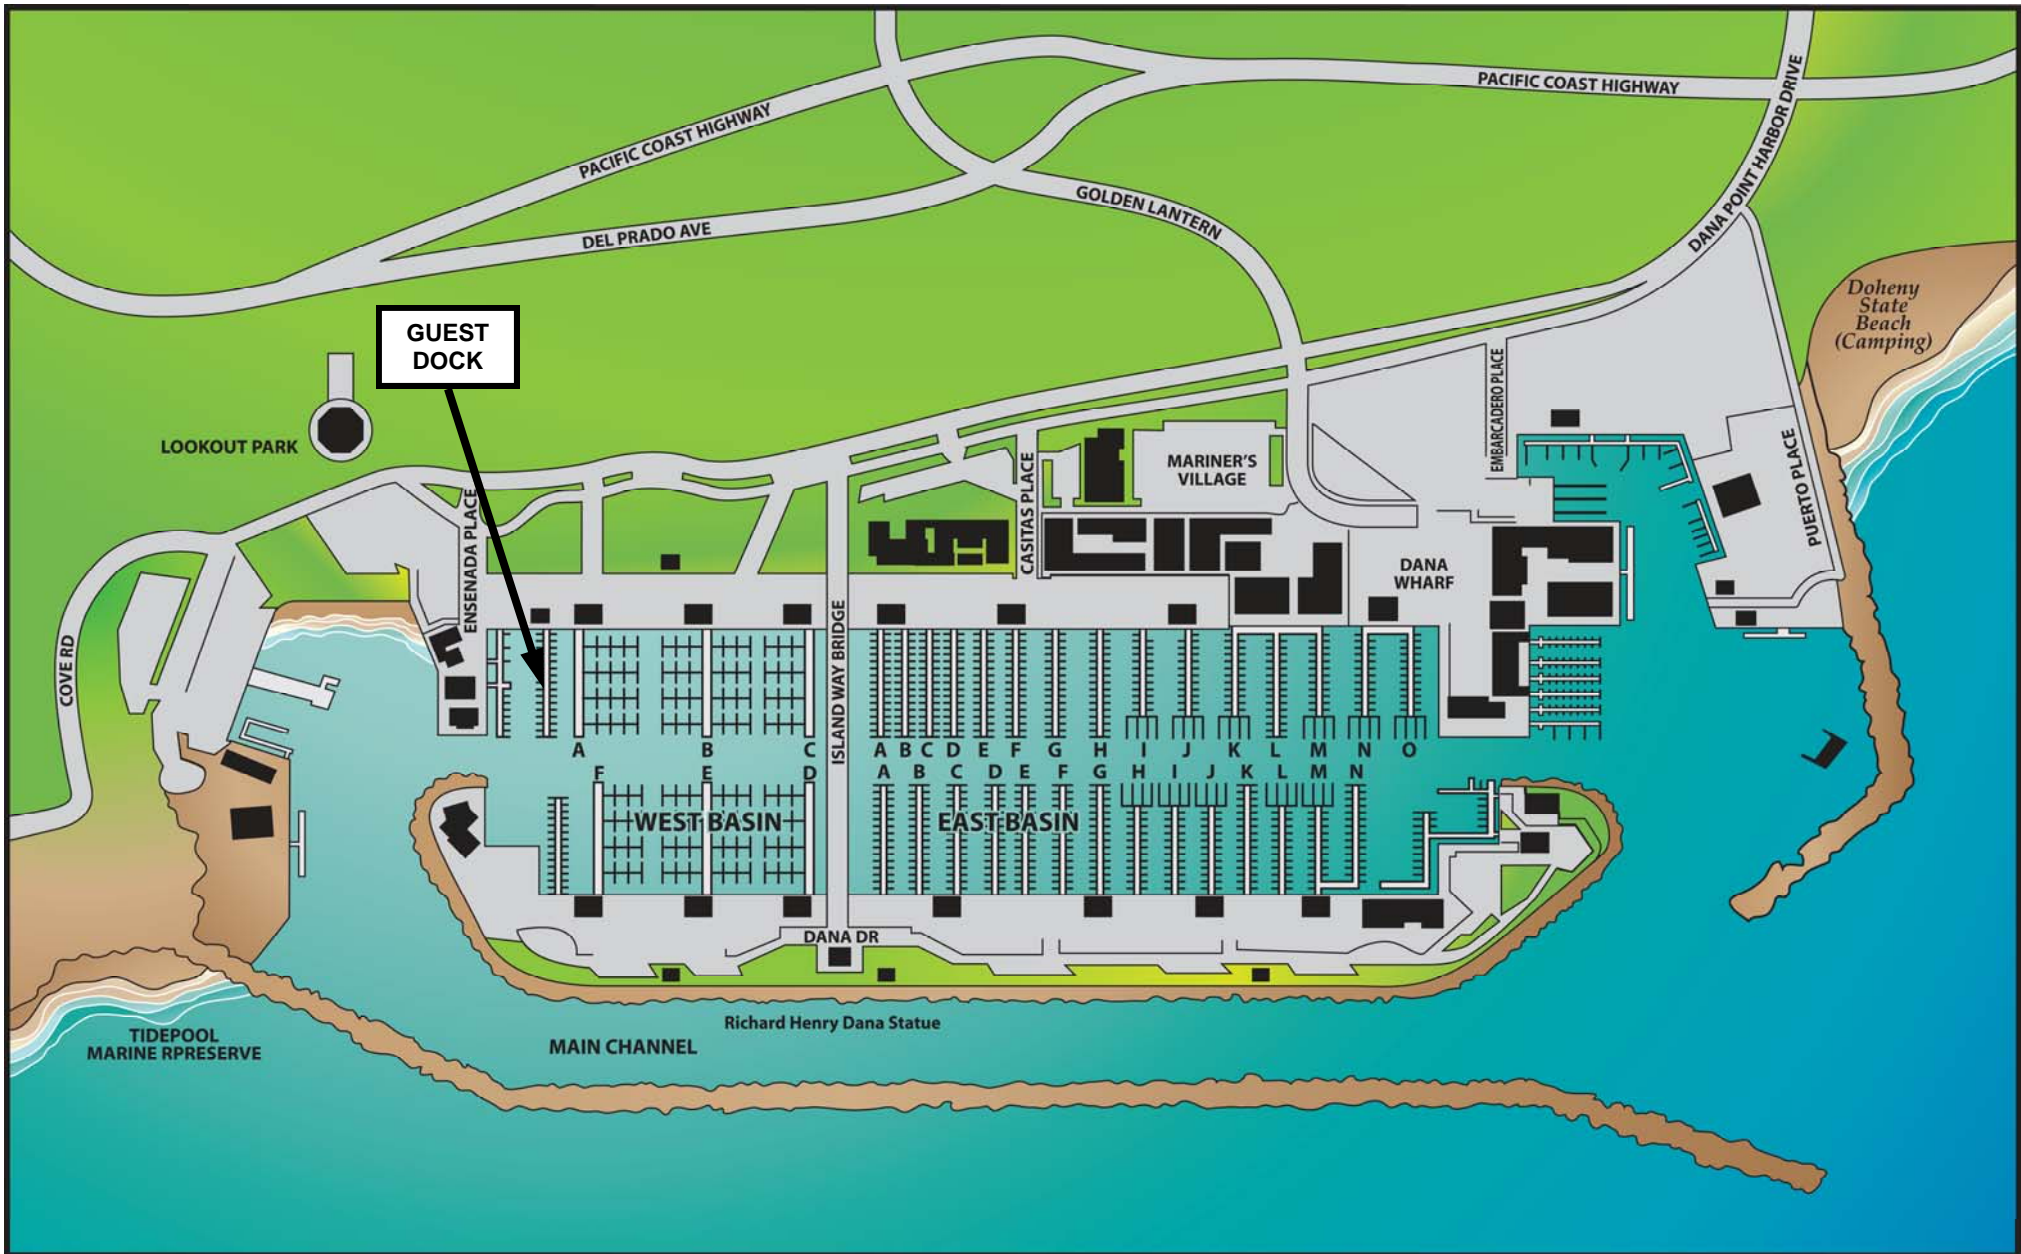 PACIFIC COAST HIGHWAY
PACIFIC COAST HIGHWAY
DANA POINT HARBOR DRIVE
GOLDEN LANTERN
DEL PRADO AVE
Doheny
State
Beach
(Camping)
GUEST
DOCK
LOOKOUT PARK
EMBARCADERO PLACE
MARINER'S
VILLAGE
CASITAS PLACE
PUERTO PLACE
ENSENADA PLACE
DANA
WHARF
COVE RD
ISLAND WAY BRIDGE
A B C A B C D E F G H I J K L M N O
F E D A B C D E F G H I J K L M N
WEST BASIN
EAST BASIN
DANA DR
Richard Henry Dana Statue
TIDEPOOL
MARINE RPRESERVE
MAIN CHANNEL